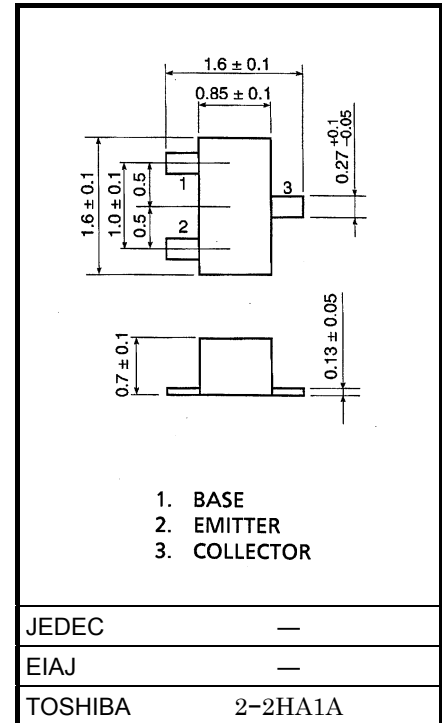 1.6 ± 0.1
0.85 ± 0.1
0.27 +0.1 −0.05
1
3
1.6 ± 0.1
1.0 ± 0.1
0.5
0.5
2
0.7 ± 0.1
0.13 ± 0.05
1. BASE
2. EMITTER
3. COLLECTOR
JEDEC —
EIAJ —
TOSHIBA 2−2HA1A